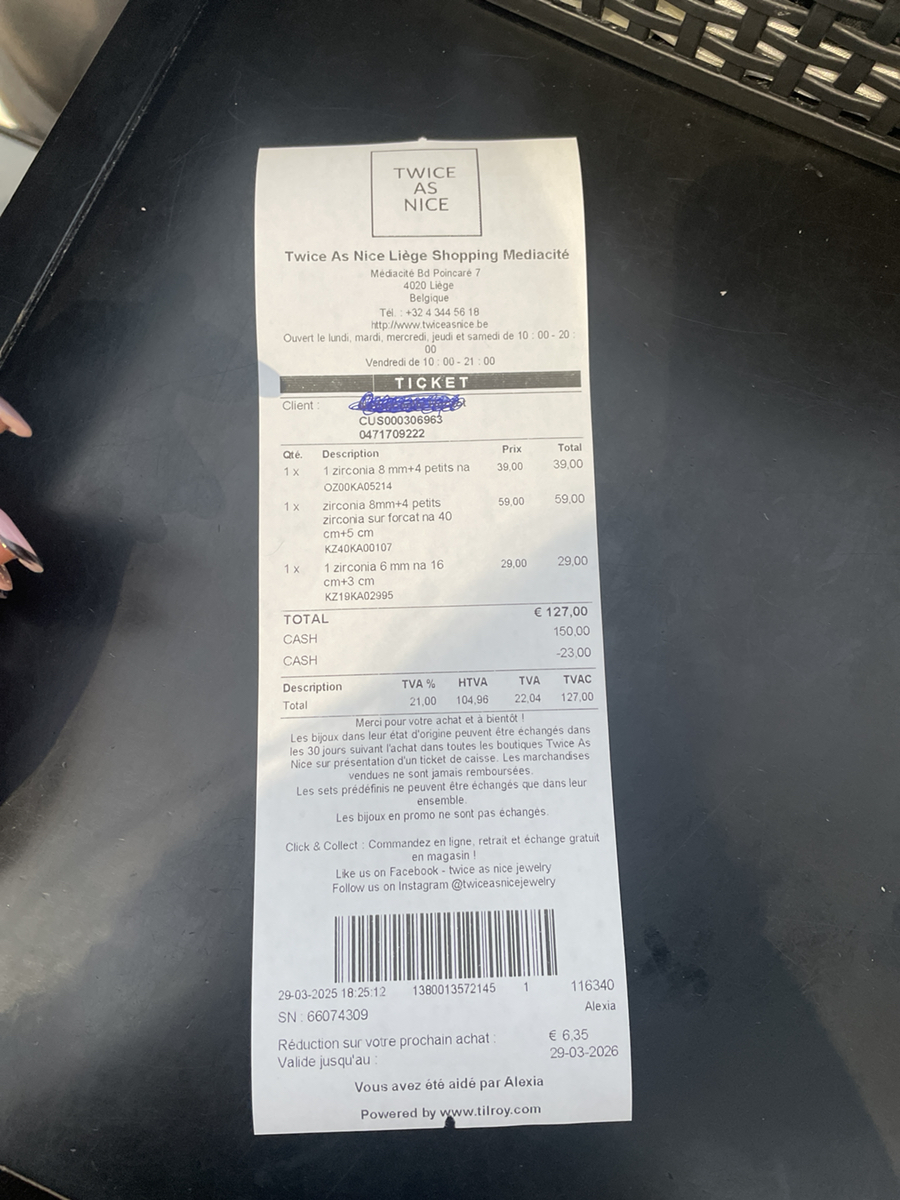 TWICE
AS
NICE
Twice As Nice Liège Shopping Mediacité
Médiacité Bd Poincaré 7
4020 Liège
Belgique
Tél. : +32 4 344 56 18
http://www.twiceasnice.be
Ouvert le lundi, mardi, mercredi, jeudi et samedi de 10 : 00 - 20 :
00
Vendredi de 10 : 00 - 21 : 00
TICKET
Client :
CUS000306963
0471709222
Qté. Description Prix Total
1 x 1 zirconia 8 mm+4 petits na 39,00 39,00
OZ00KA05214
1 x zirconia 8mm+4 petits 59,00 59,00
zirconia sur forcat na 40
cm+5 cm
KZ40KA00107
1 x 1 zirconia 6 mm na 16 29,00 29,00
cm+3 cm
KZ19KA02995
TOTAL € 127,00
CASH 150,00
CASH -23,00
Description TVA % HTVA TVA TVAC
Total 21,00 104,96 22,04 127,00
Merci pour votre achat et à bientôt !
Les bijoux dans leur état d'origine peuvent être échangés dans
les 30 jours suivant l'achat dans toutes les boutiques Twice As
Nice sur présentation d'un ticket de caisse. Les marchandises
vendues ne sont jamais remboursées.
Les sets prédéfinis ne peuvent être échangés que dans leur
ensemble.
Les bijoux en promo ne sont pas échangés.
Click & Collect : Commandez en ligne, retrait et échange gratuit
en magasin !
Like us on Facebook - twice as nice jewelry
Follow us on Instagram @twiceasnicejewelry
29-03-2025 18:25:12 1380013572145 1 116340
SN : 66074309 Alexia
Réduction sur votre prochain achat : € 6,35
Valide jusqu'au : 29-03-2026
Vous avez été aidé par Alexia
Powered by www.tilroy.com